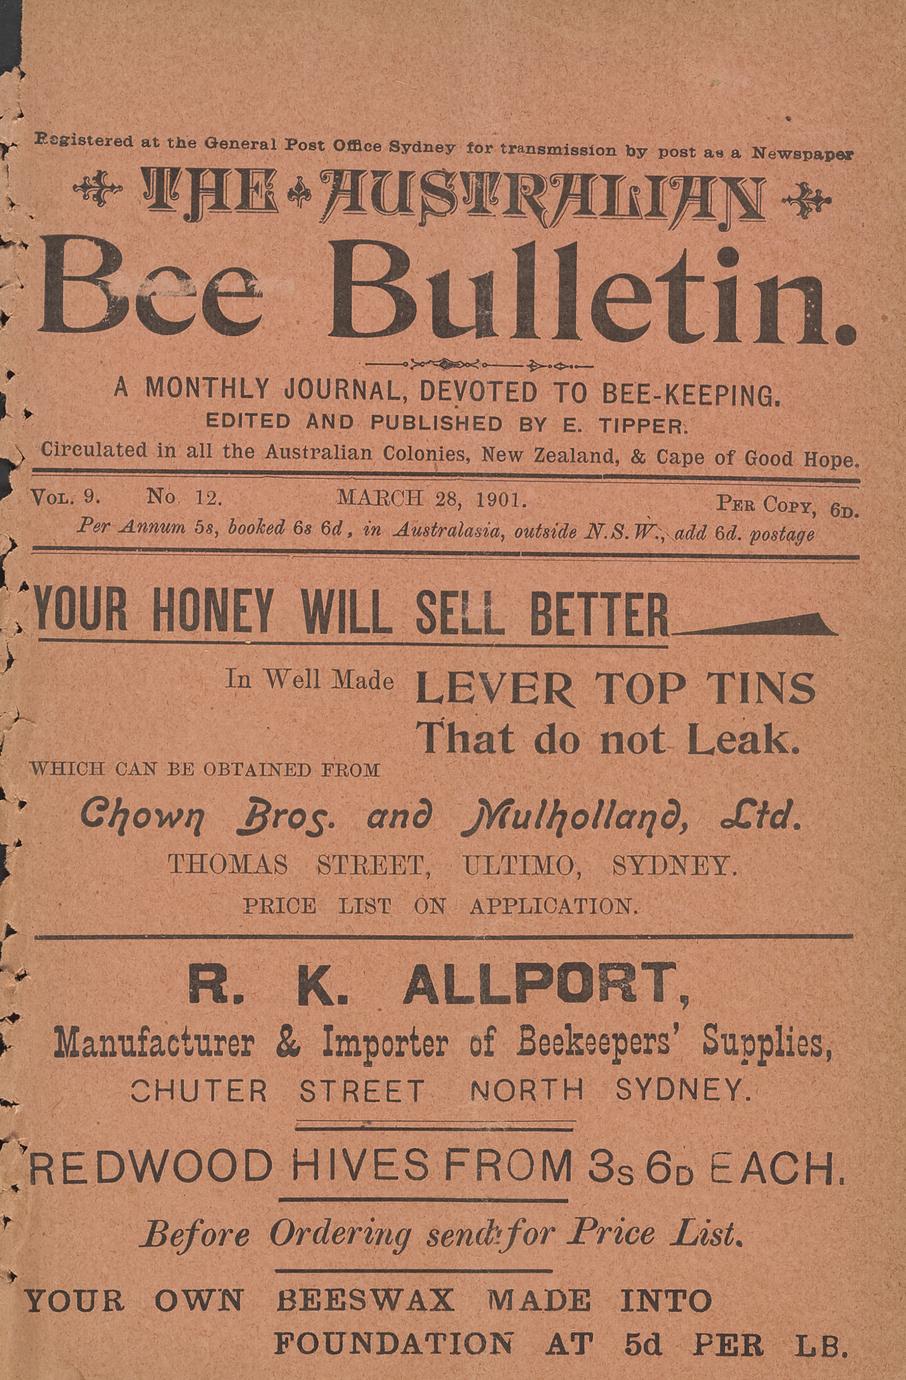 Registered at the General Post Office Sydney for transmission by post as a Newspaper
THE AUSTRALIAN
Bee Bulletin.
A MONTHLY JOURNAL, DEVOTED TO BEE-KEEPING.
EDITED AND PUBLISHED BY E. TIPPER.
Circulated in all the Australian Colonies, New Zealand, & Cape of Good Hope.
VOL. 9. No. 12. MARCH 28, 1901. PER COPY, 6D.
Per Annum 5s, booked 6s 6d, in Australasia, outside N.S.W., add 6d. postage
YOUR HONEY WILL SELL BETTER
In Well Made LEVER TOP TINS
That do not Leak.
WHICH CAN BE OBTAINED FROM
Chown Bros. and Mulholland, Ltd.
THOMAS STREET, ULTIMO, SYDNEY.
PRICE LIST ON APPLICATION.
R. K. ALLPORT,
Manufacturer & Importer of Beekeepers' Supplies,
CHUTER STREET NORTH SYDNEY.
REDWOOD HIVES FROM 3S 6D EACH.
Before Ordering send for Price List.
YOUR OWN BEESWAX MADE INTO
FOUNDATION AT 5d PER LB.